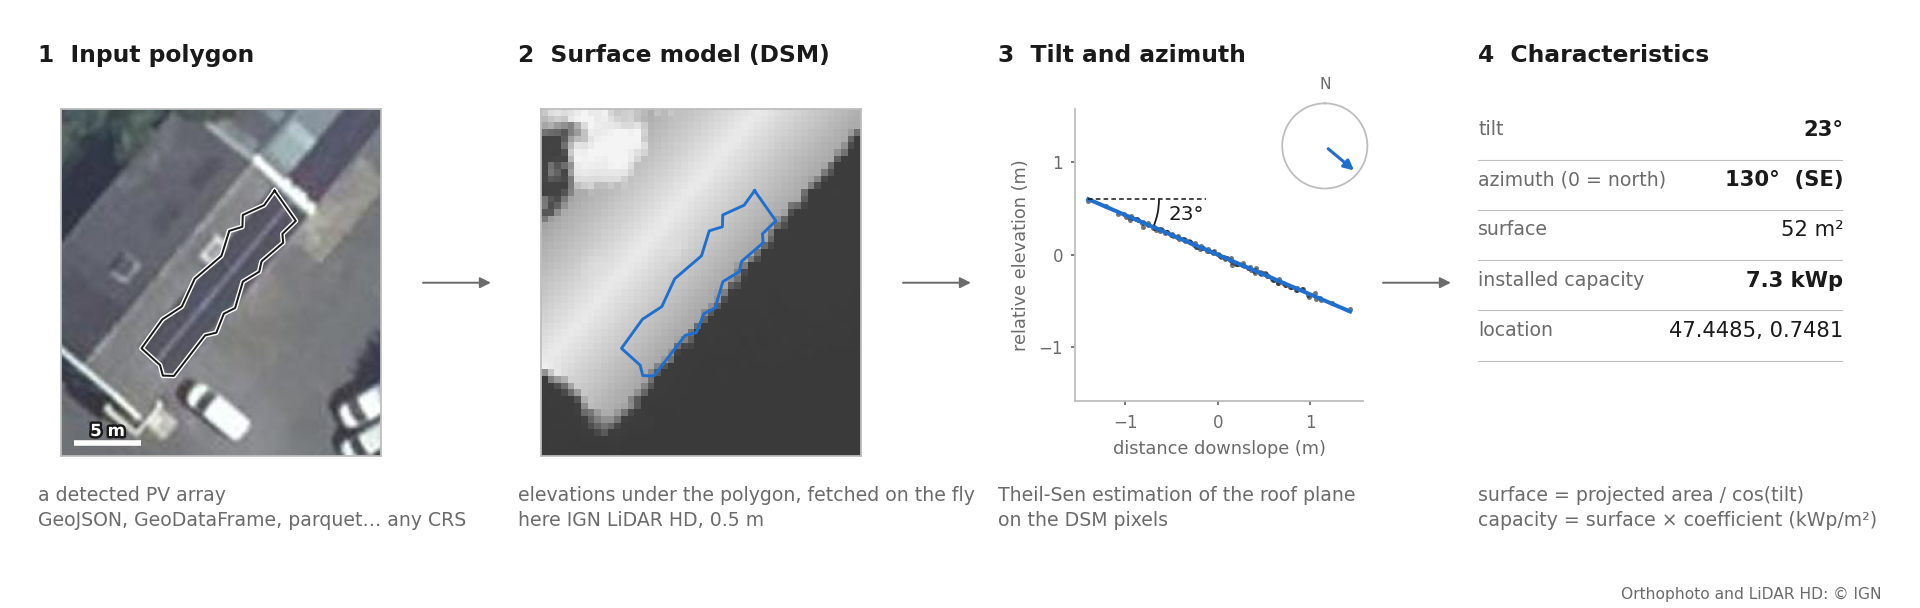 1 Input polygon
2 Surface model (DSM)
3 Tilt and azimuth
4 Characteristics
5 m
a detected PV array
GeoJSON, GeoDataFrame, parquet... any CRS
elevations under the polygon, fetched on the fly
here IGN LiDAR HD, 0.5 m
N
relative elevation (m)
1
0
−1
23°
−1
0
1
distance downslope (m)
Theil-Sen estimation of the roof plane
on the DSM pixels
tilt 23°
azimuth (0 = north) 130° (SE)
surface 52 m²
installed capacity 7.3 kWp
location 47.4485, 0.7481
surface = projected area / cos(tilt)
capacity = surface × coefficient (kWp/m²)
Orthophoto and LiDAR HD: © IGN